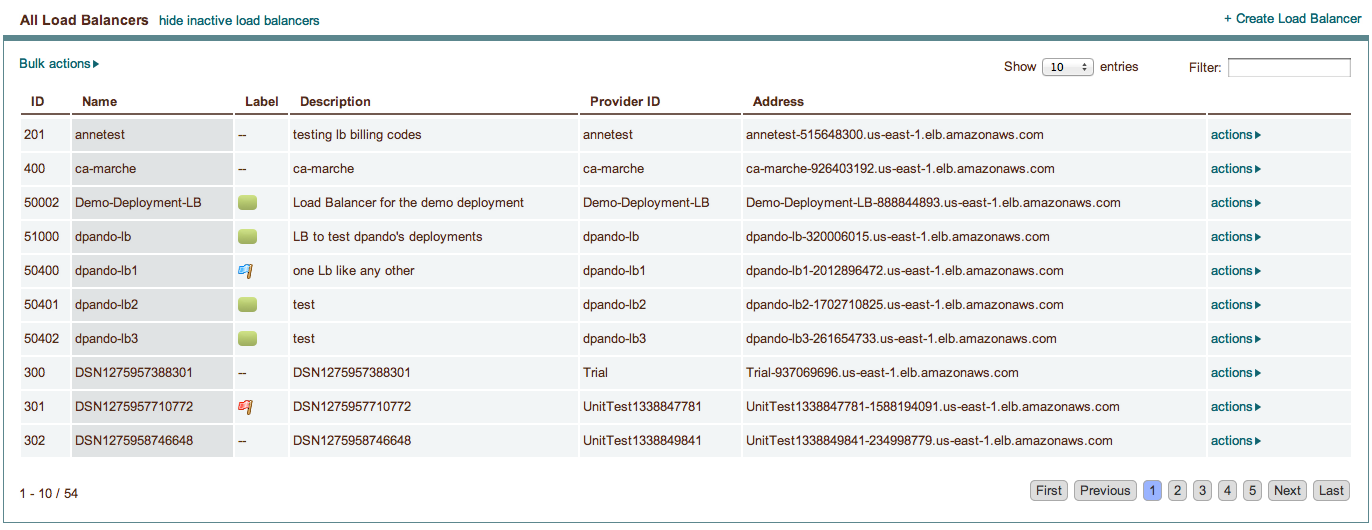 All Load Balancers hide inactive load balancers + Create Load Balancer
Bulk actions Show 10 entries Filter:
ID Name Label Description Provider ID Address
201 annetest -- testing lb billing codes annetest annetest-515648300.us-east-1.elb.amazonaws.com actions
400 ca-marche -- ca-marche ca-marche ca-marche-926403192.us-east-1.elb.amazonaws.com actions
50002 Demo-Deployment-LB Load Balancer for the demo deployment Demo-Deployment-LB Demo-Deployment-LB-888844893.us-east-1.elb.amazonaws.com actions
51000 dpando-lb LB to test dpando's deployments dpando-lb dpando-lb-320006015.us-east-1.elb.amazonaws.com actions
50400 dpando-lb1 one Lb like any other dpando-lb1 dpando-lb1-2012896472.us-east-1.elb.amazonaws.com actions
50401 dpando-lb2 test dpando-lb2 dpando-lb2-1702710825.us-east-1.elb.amazonaws.com actions
50402 dpando-lb3 test dpando-lb3 dpando-lb3-261654733.us-east-1.elb.amazonaws.com actions
300 DSN1275957388301 -- DSN1275957388301 Trial Trial-937069696.us-east-1.elb.amazonaws.com actions
301 DSN1275957710772 DSN1275957710772 UnitTest1338847781 UnitTest1338847781-1588194091.us-east-1.elb.amazonaws.com actions
302 DSN1275958746648 -- DSN1275958746648 UnitTest1338849841 UnitTest1338849841-234998779.us-east-1.elb.amazonaws.com actions
1 - 10 / 54 First Previous 1 2 3 4 5 Next Last